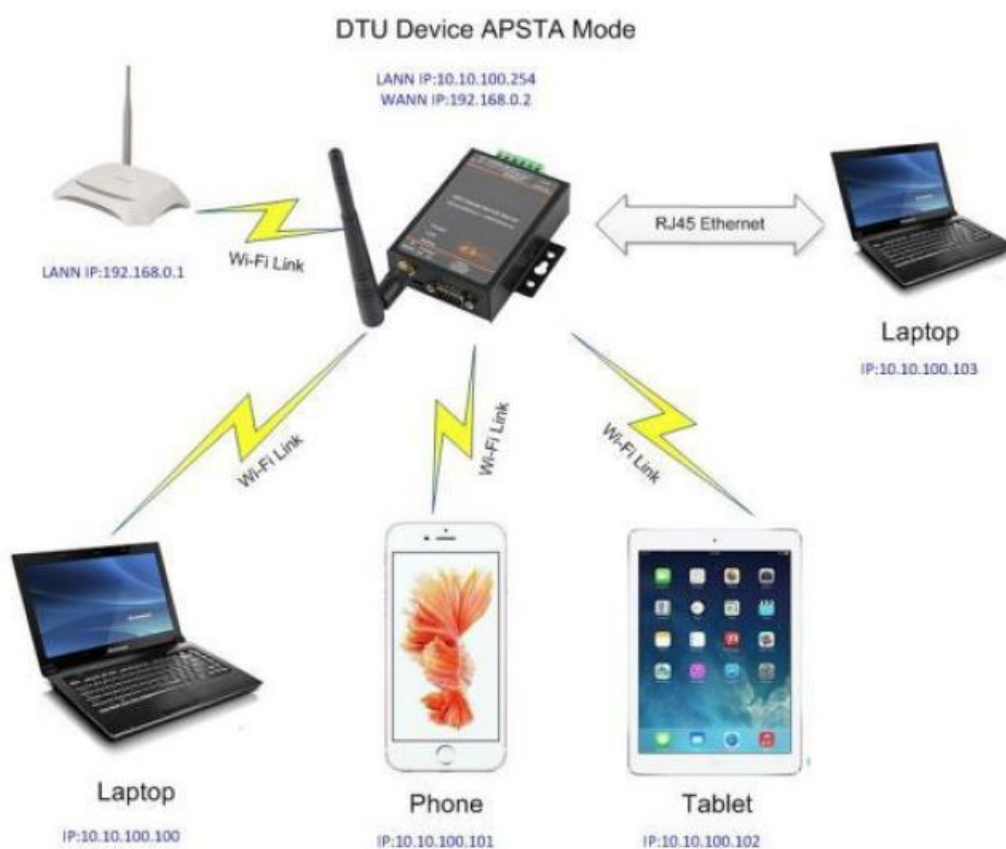 DTU Device APSTA Mode
LANN IP:10.10.100.254
WANN IP:192.168.0.2
RJ45 Ethernet
Wi-Fi Link
LANN IP:192.168.0.1
Laptop
IP:10.10.100.103
Wi-Fi Link
Wi-Fi Link
Wi-Fi Link
Laptop
IP:10.10.100.100
Phone
IP:10.10.100.101
Tablet
IP:10.10.100.102